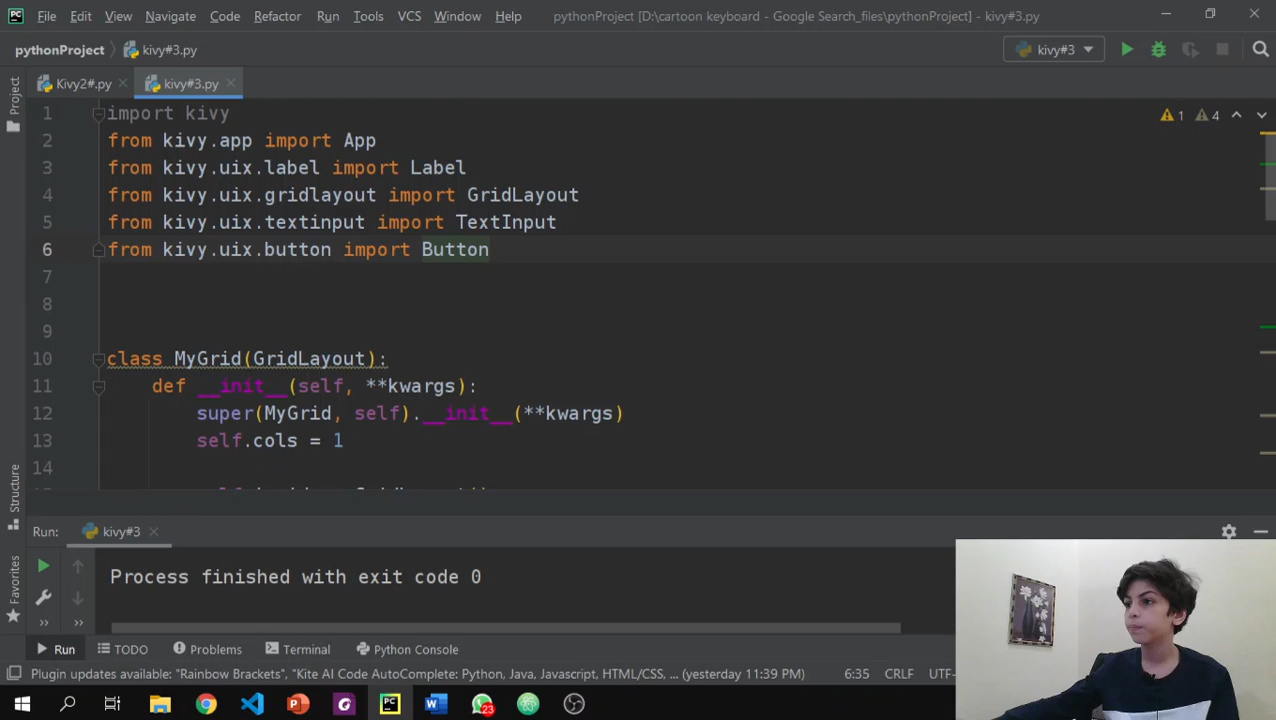 File Edit View Navigate Code Refactor Run Tools VCS Window Help pythonProject [D:\cartoon keyboard - Google Search_files\pythonProject] - kivy#3.py
pythonProject kivy#3.py kivy#3
Kivy2#.py kivy#3.py
1 4
Project
1 import kivy
2 from kivy.app import App
3 from kivy.uix.label import Label
4 from kivy.uix.gridlayout import GridLayout
5 from kivy.uix.textinput import TextInput
6 from kivy.uix.button import Button
7
8
9
10 class MyGrid(GridLayout):
11 def __init__(self, **kwargs):
12 super(MyGrid, self).__init__(**kwargs)
13 self.cols = 1
14
Structure
Favorites
Run: kivy#3
Process finished with exit code 0
Run TODO Problems Terminal Python Console
Plugin updates available: "Rainbow Brackets", "Kite AI Code AutoComplete: Python, Java, Javascript, HTML/CSS, ... (yesterday 11:39 PM) 6:35 CRLF UTF-
23